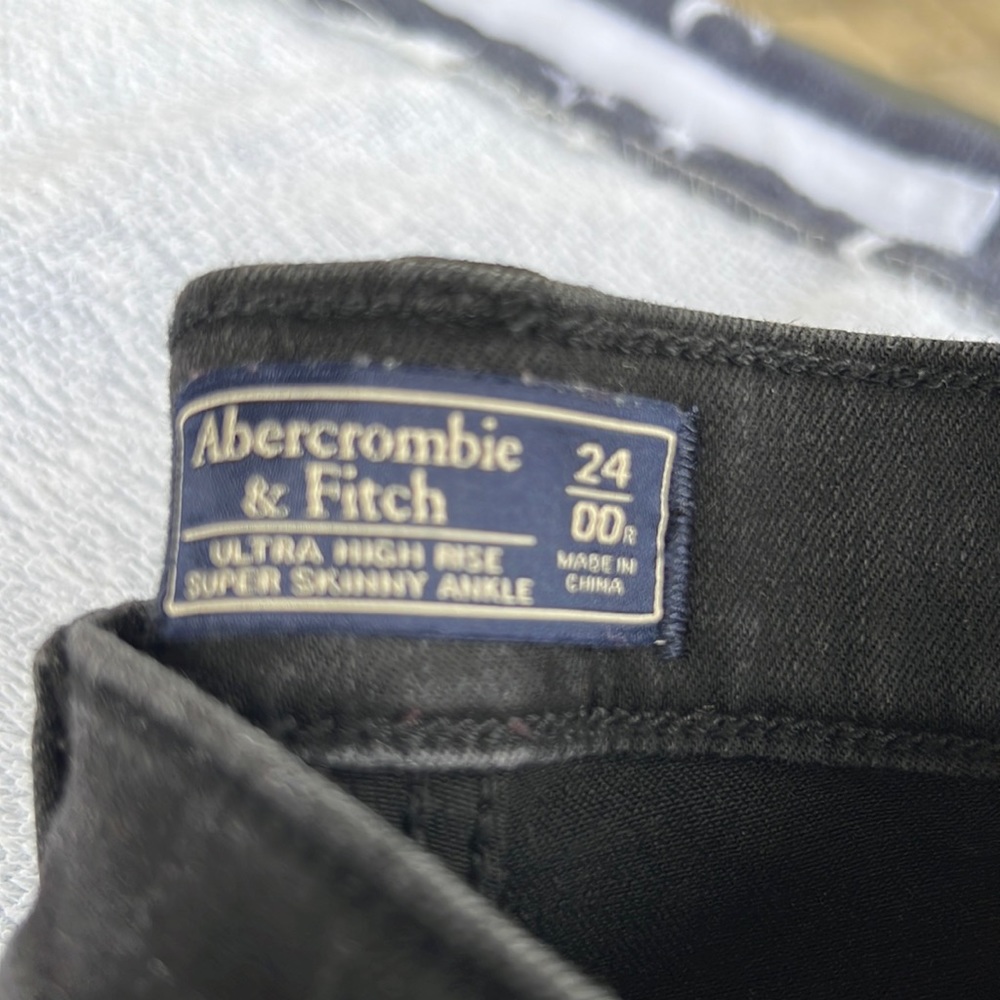 Abercrombie
& Fitch
ULTRA HIGH RISE
SUPER SKINNY ANKLE
24
00R
MADE IN
CHINA